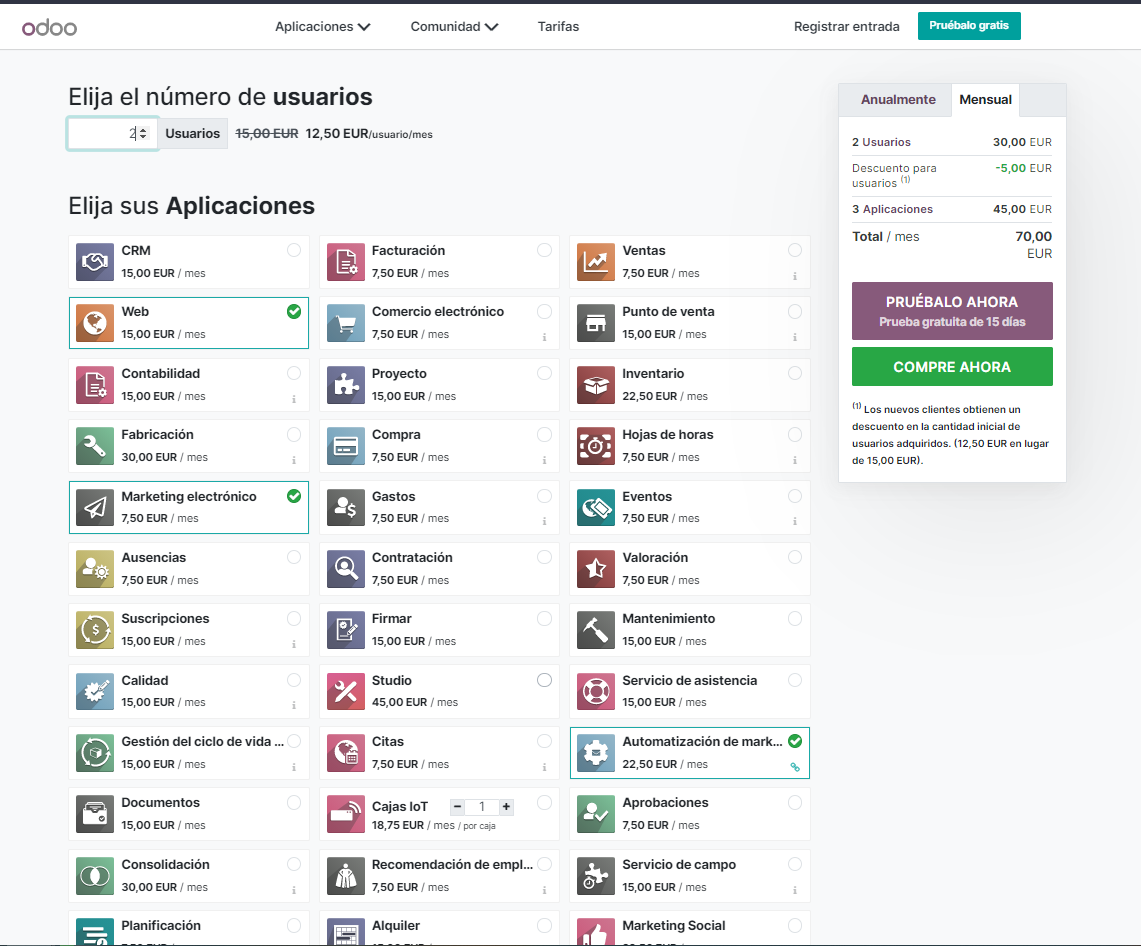 odoo
Aplicaciones
Comunidad
Tarifas
Registrar entrada
Pruébalo gratis
Elija el número de usuarios
2 Usuarios 15,00 EUR 12,50 EUR/usuario/mes
Elija sus Aplicaciones
CRM
15,00 EUR / mes
Facturación
7,50 EUR / mes
Ventas
7,50 EUR / mes
Web
15,00 EUR / mes
Comercio electrónico
7,50 EUR / mes
Punto de venta
15,00 EUR / mes
Contabilidad
15,00 EUR / mes
Proyecto
15,00 EUR / mes
Inventario
22,50 EUR / mes
Fabricación
30,00 EUR / mes
Compra
7,50 EUR / mes
Hojas de horas
7,50 EUR / mes
Marketing electrónico
7,50 EUR / mes
Gastos
7,50 EUR / mes
Eventos
7,50 EUR / mes
Ausencias
7,50 EUR / mes
Contratación
7,50 EUR / mes
Valoración
7,50 EUR / mes
Suscripciones
15,00 EUR / mes
Firmar
15,00 EUR / mes
Mantenimiento
15,00 EUR / mes
Calidad
15,00 EUR / mes
Studio
45,00 EUR / mes
Servicio de asistencia
15,00 EUR / mes
Gestión del ciclo de vida ...
15,00 EUR / mes
Citas
7,50 EUR / mes
Automatización de mark...
22,50 EUR / mes
Documentos
15,00 EUR / mes
Cajas IoT - 1 +
18,75 EUR / mes / por caja
Aprobaciones
7,50 EUR / mes
Consolidación
30,00 EUR / mes
Recomendación de empl...
7,50 EUR / mes
Servicio de campo
15,00 EUR / mes
Planificación
Alquiler
Marketing Social
Anualmente
Mensual
2 Usuarios 30,00 EUR
Descuento para -5,00 EUR
usuarios (1)
3 Aplicaciones 45,00 EUR
Total / mes 70,00
EUR
PRUÉBALO AHORA
Prueba gratuita de 15 días
COMPRE AHORA
(1) Los nuevos clientes obtienen un
descuento en la cantidad inicial de
usuarios adquiridos. (12,50 EUR en lugar
de 15,00 EUR).